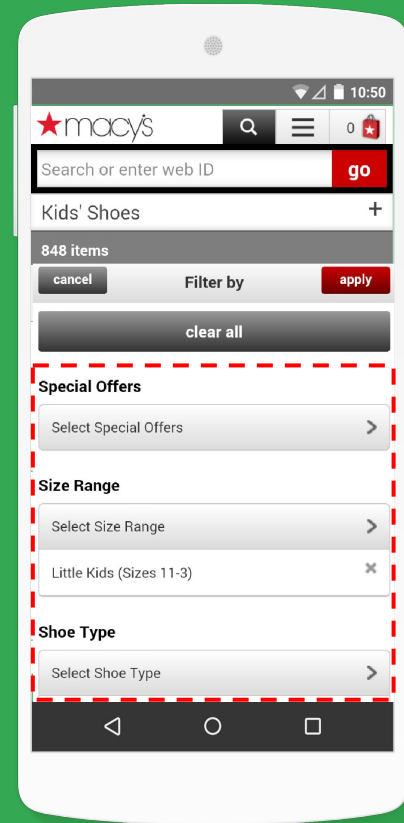 10:50
★macy's
0
Search or enter web ID
go
Kids' Shoes +
848 items
cancel Filter by apply
clear all
Special Offers
Select Special Offers
Size Range
Select Size Range
Little Kids (Sizes 11-3)
Shoe Type
Select Shoe Type